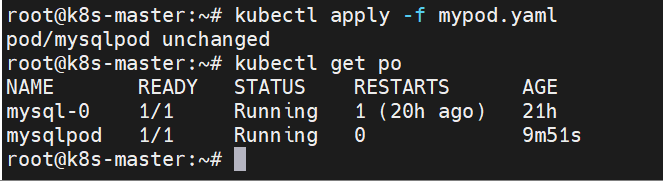 root@k8s-master:~# kubectl apply -f mypod.yaml
pod/mysqlpod unchanged
root@k8s-master:~# kubectl get po
NAME       READY   STATUS    RESTARTS      AGE
mysql-0    1/1     Running   1 (20h ago)   21h
mysqlpod   1/1     Running   0             9m51s
root@k8s-master:~#